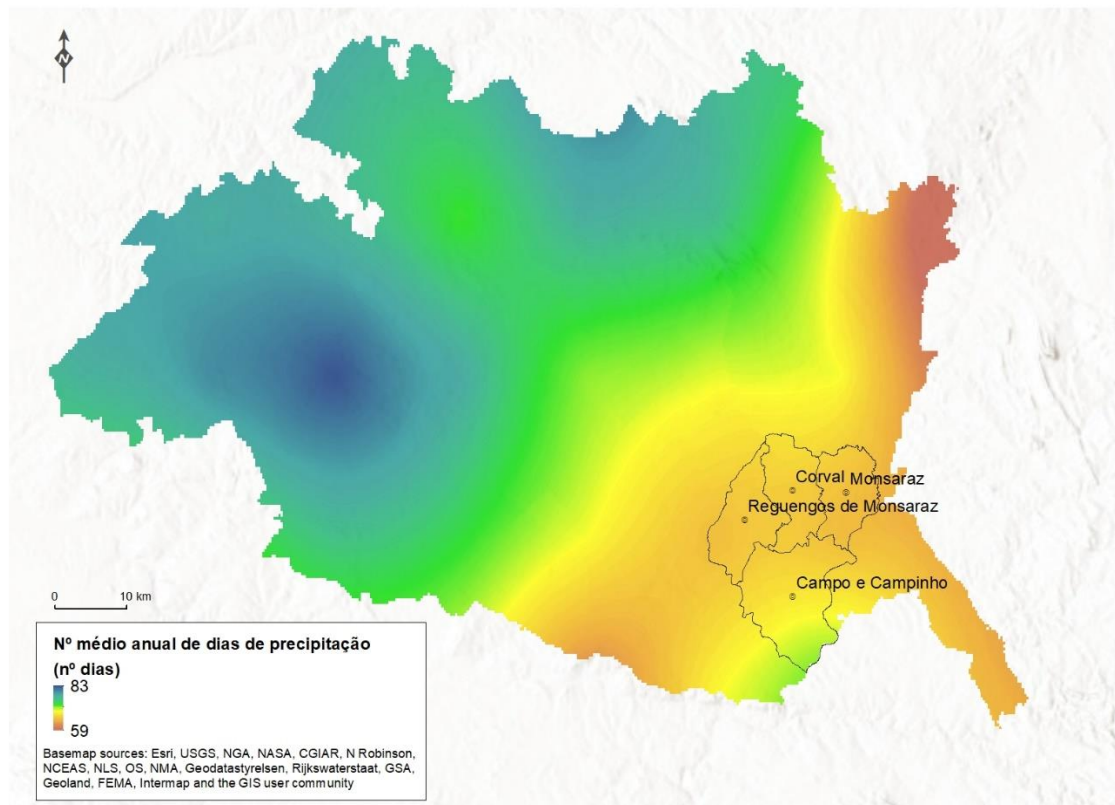 N
Corval
Monsaraz
Reguengos de Monsaraz
Campo e Campinho
0 10 km
Nº médio anual de dias de precipitação
(nº dias)
83
59
Basemap sources: Esri, USGS, NGA, NASA, CGIAR, N Robinson,
NCEAS, NLS, OS, NMA, Geodatastyrelsen, Rijkswaterstaat, GSA,
Geoland, FEMA, Intermap and the GIS user community